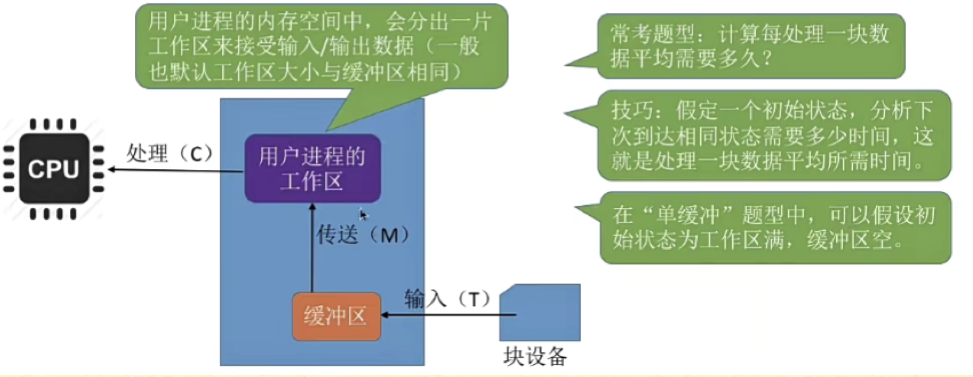 用户进程的内存空间中，会分出一片
工作区来接受输入/输出数据（一般
也默认工作区大小与缓冲区相同）
常考题型：计算每处理一块数
据平均需要多久？
技巧：假定一个初始状态，分析下
次到达相同状态需要多少时间，这
就是处理一块数据平均所需时间。
在“单缓冲”题型中，可以假设初
始状态为工作区满，缓冲区空。
CPU
处理（C）
用户进程的
工作区
传送（M）
缓冲区
输入（T）
块设备